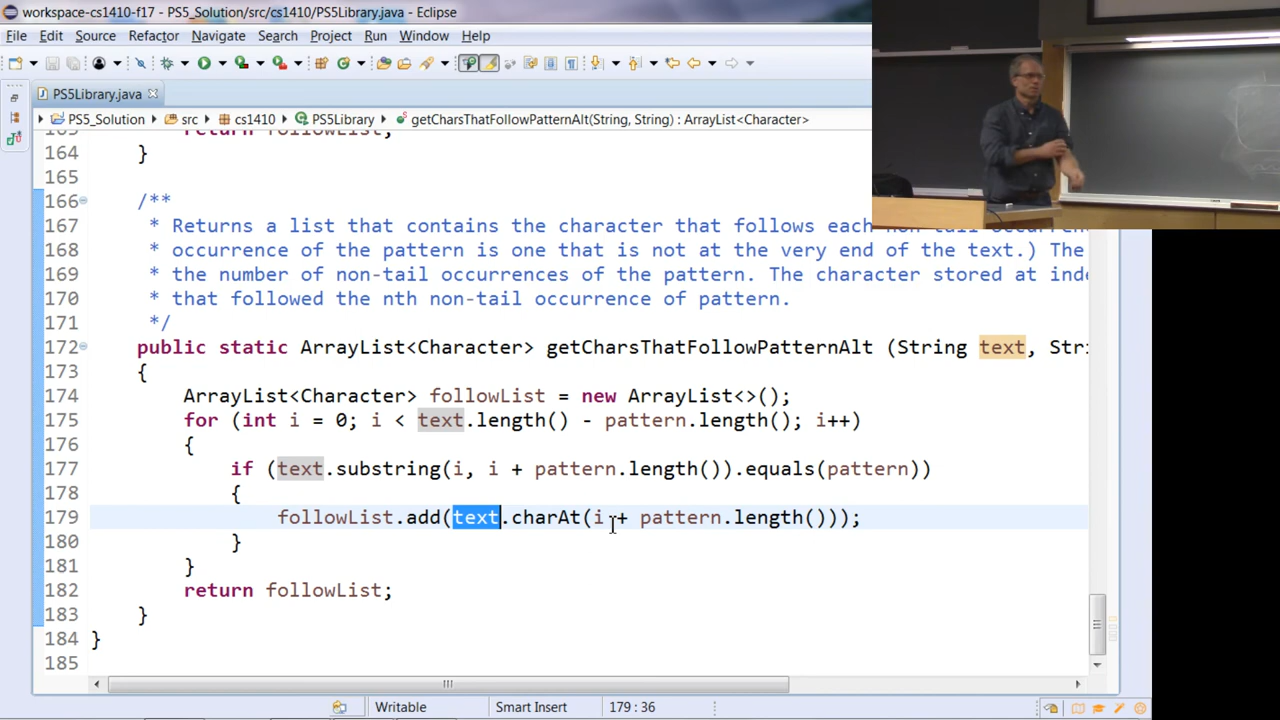 workspace-cs1410-f17 - PS5_Solution/src/cs1410/PS5Library.java - Eclipse
File Edit Source Refactor Navigate Search Project Run Window Help
PS5Library.java
PS5_Solution src cs1410 PS5Library getCharsThatFollowPatternAlt(String, String) : ArrayList<Character>
return followList;
164 }
165
166 /**
167 * Returns a list that contains the character that follows each non-tail
168 * occurrence of the pattern is one that is not at the very end of the text.) The
169 * the number of non-tail occurrences of the pattern. The character stored at
170 * that followed the nth non-tail occurrence of pattern.
171 */
172 public static ArrayList<Character> getCharsThatFollowPatternAlt (String text,
173 {
174 ArrayList<Character> followList = new ArrayList<>();
175 for (int i = 0; i < text.length() - pattern.length(); i++)
176 {
177 if (text.substring(i, i + pattern.length()).equals(pattern))
178 {
179 followList.add(text.charAt(i + pattern.length()));
180 }
181 }
182 return followList;
183 }
184 }
185
Writable Smart Insert 179 : 36